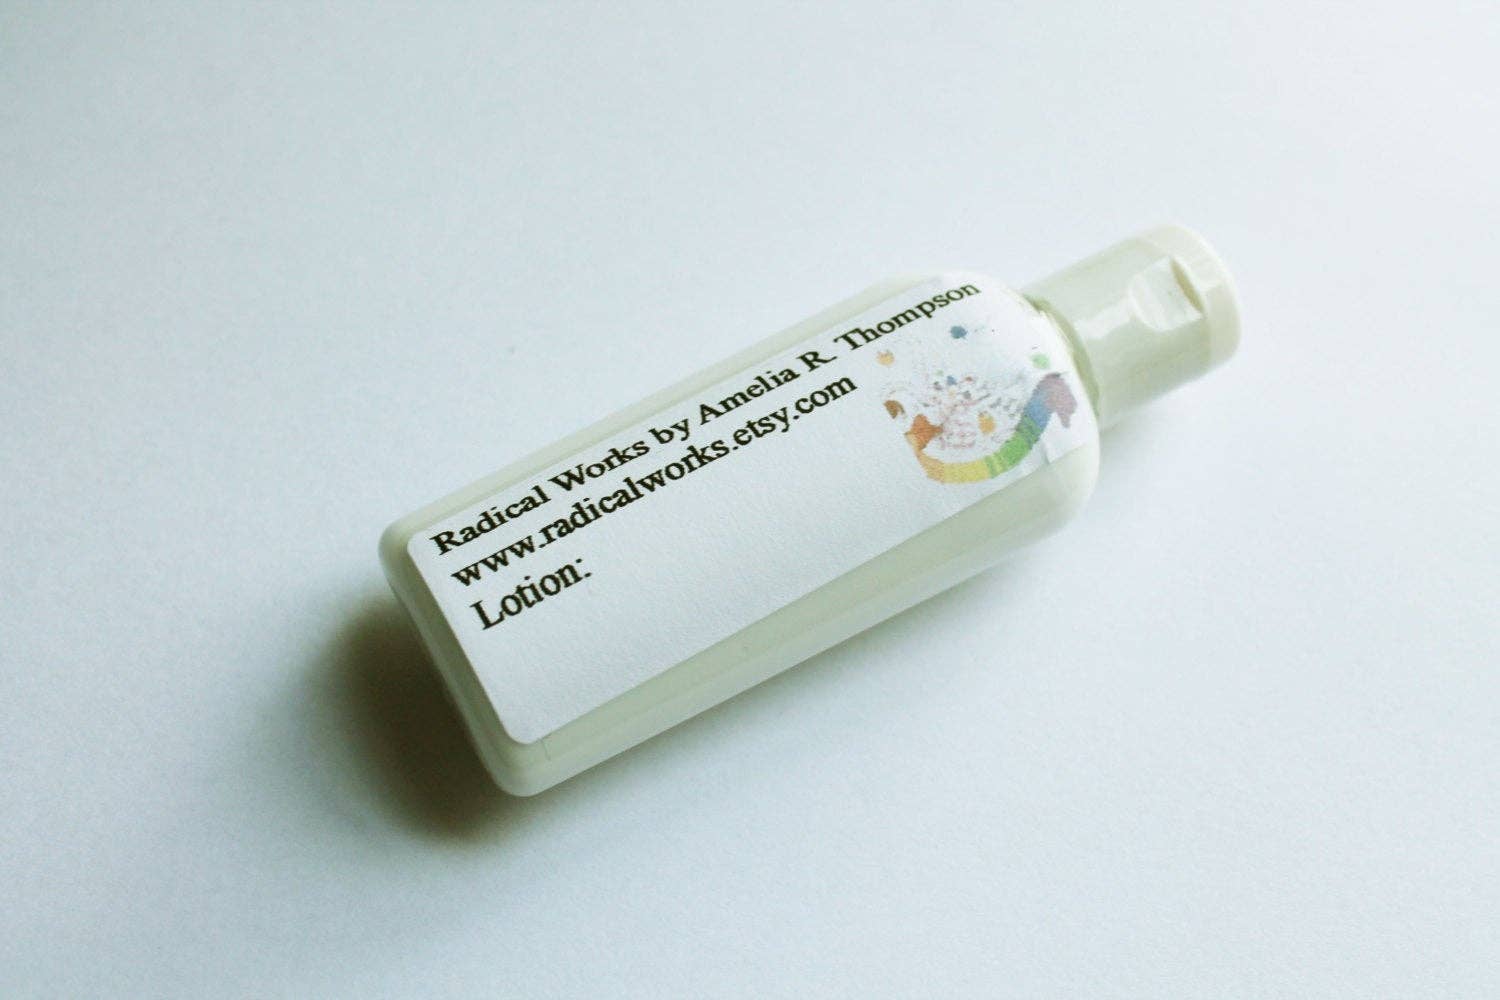 Radical Works by Amelia R. Thompson
www.radicalworks.etsy.com
Lotion: